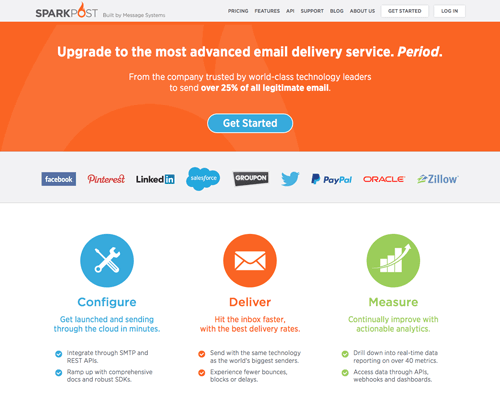 SPARKPOST Built by Message Systems
PRICING FEATURES API SUPPORT BLOG ABOUT US GET STARTED LOG IN
Upgrade to the most advanced email delivery service. Period.
From the company trusted by world-class technology leaders
to send over 25% of all legitimate email.
Get Started
facebook Pinterest LinkedIn salesforce GROUPON PayPal ORACLE Zillow
Configure
Get launched and sending
through the cloud in minutes.
Integrate through SMTP and
REST APIs.
Ramp up with comprehensive
docs and robust SDKs.
Deliver
Hit the inbox faster,
with the best delivery rates.
Send with the same technology
as the world's biggest senders.
Experience fewer bounces,
blocks or delays.
Measure
Continually improve with
actionable analytics.
Drill down into real-time data
reporting on over 40 metrics.
Access data through APIs,
webhooks and dashboards.